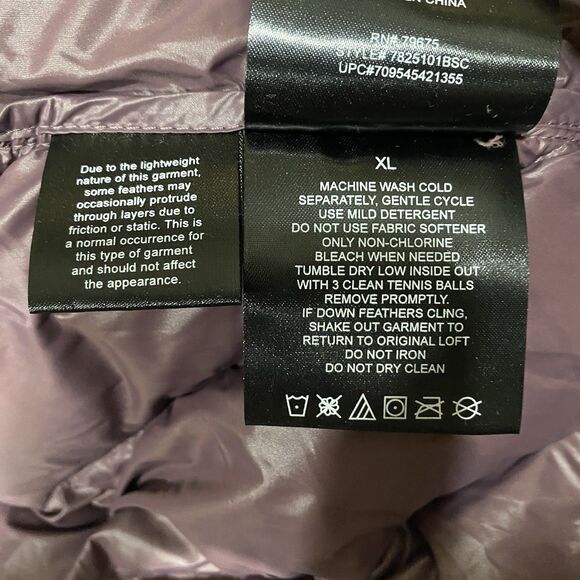 CHINA
RN# 79675
STYLE# 7825101BSC
UPC#709545421355
Due to the lightweight
nature of this garment,
some feathers may
occasionally protrude
through layers due to
friction or static. This is
a normal occurrence for
this type of garment
and should not affect
the appearance.
XL
MACHINE WASH COLD
SEPARATELY, GENTLE CYCLE
USE MILD DETERGENT
DO NOT USE FABRIC SOFTENER
ONLY NON-CHLORINE
BLEACH WHEN NEEDED
TUMBLE DRY LOW INSIDE OUT
WITH 3 CLEAN TENNIS BALLS
REMOVE PROMPTLY.
IF DOWN FEATHERS CLING,
SHAKE OUT GARMENT TO
RETURN TO ORIGINAL LOFT
DO NOT IRON
DO NOT DRY CLEAN